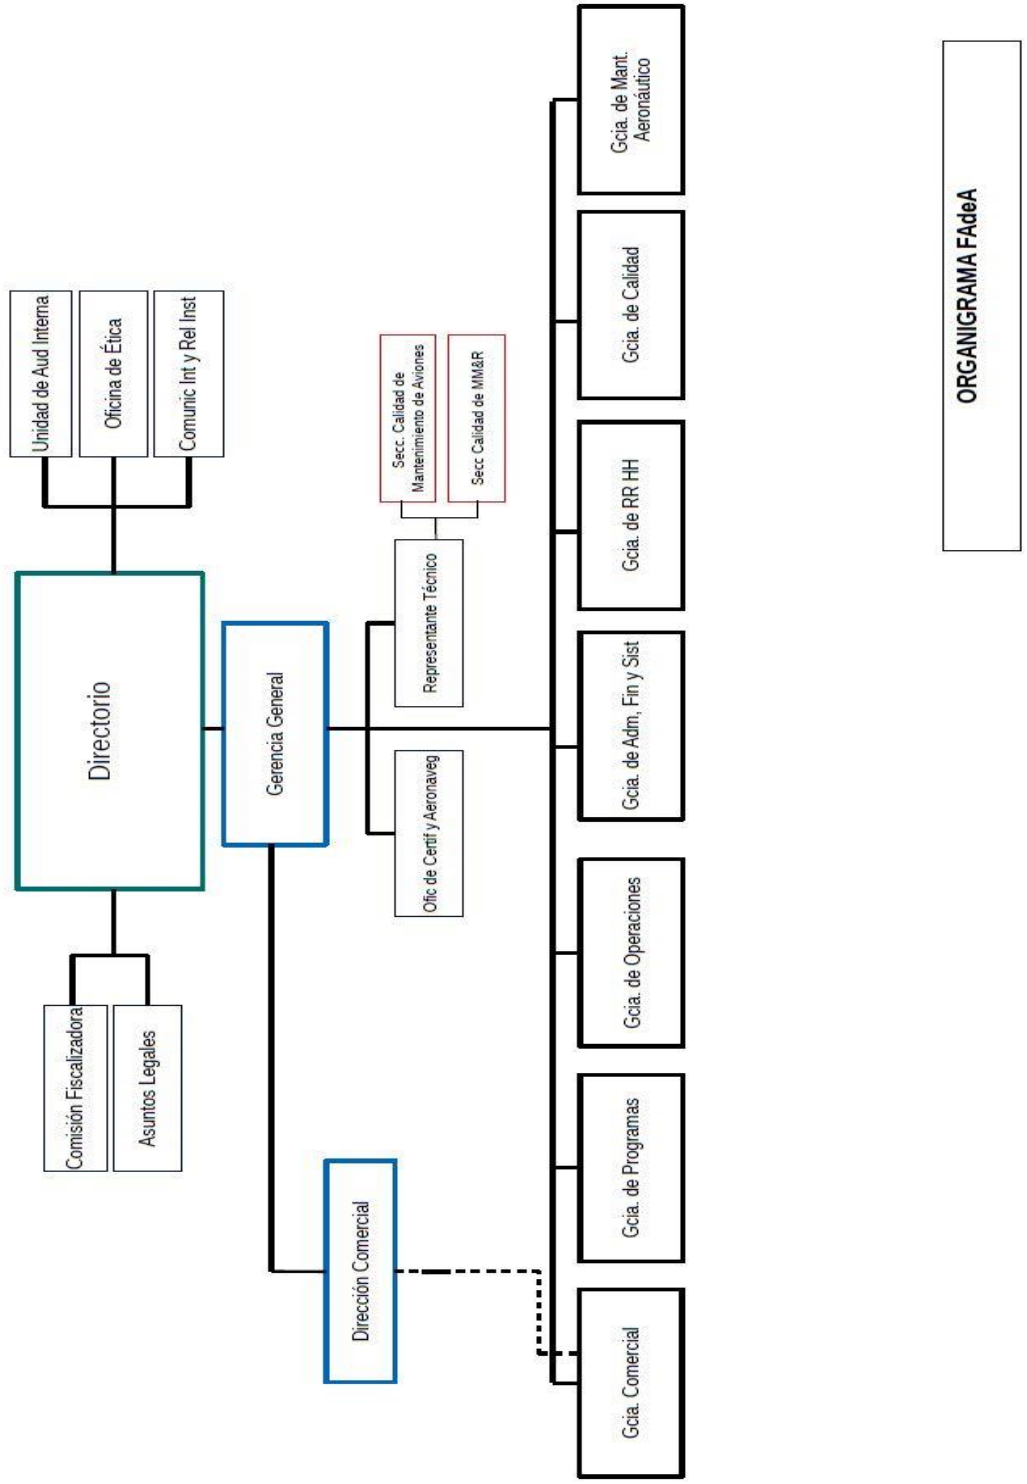 Comisión Fiscalizadora
Asuntos Legales
Directorio
Unidad de Aud Interna
Oficina de Ética
Comunic Int y Rel Inst
Gerencia General
Dirección Comercial
Ofic de Certif y Aeronaveg
Representante Técnico
Secc. Calidad de
Mantenimiento de Aviones
Secc Calidad de MM&R
Gcia. Comercial
Gcia. de Programas
Gcia. de Operaciones
Gcia. de Adm, Fin y Sist
Gcia. de RR HH
Gcia. de Calidad
Gcia. de Mant.
Aeronáutico
ORGANIGRAMA FAdeA